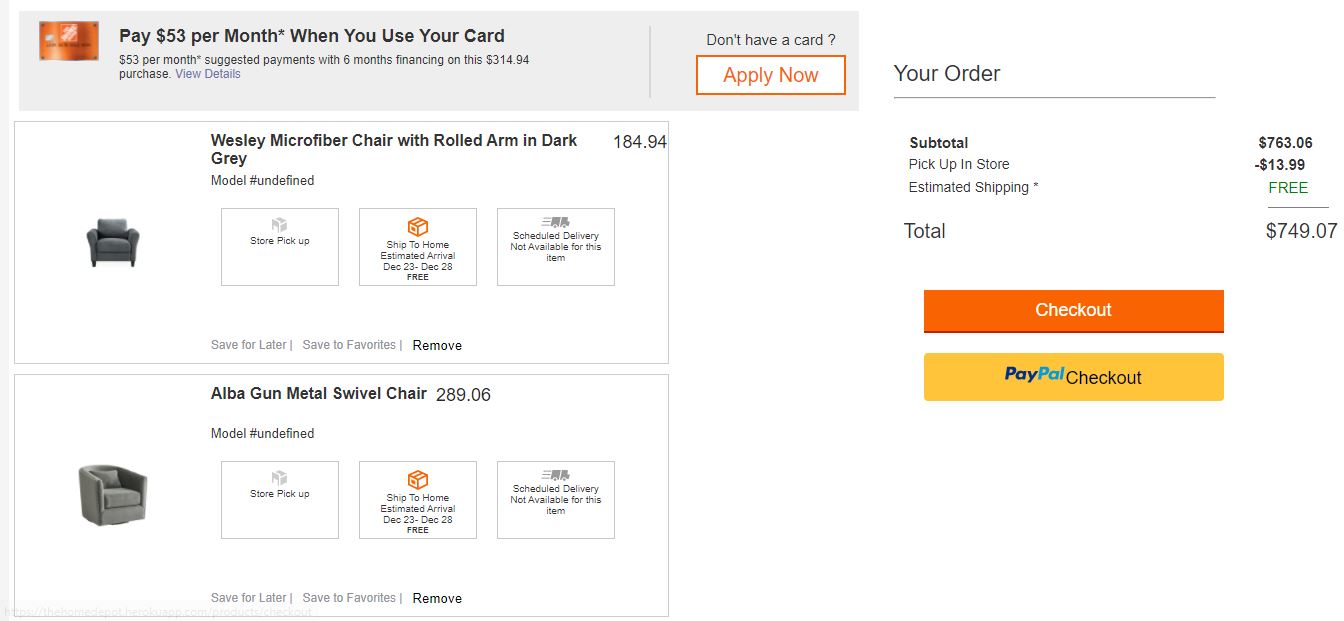 Pay $53 per Month* When You Use Your Card
$53 per month* suggested payments with 6 months financing on this $314.94
purchase. View Details
Don't have a card ?
Apply Now
Your Order
Subtotal $763.06
Pick Up In Store -$13.99
Estimated Shipping * FREE
Total $749.07
Checkout
PayPal Checkout
Wesley Microfiber Chair with Rolled Arm in Dark 184.94
Grey
Model #undefined
Store Pick up
Ship To Home
Estimated Arrival
Dec 23- Dec 28
FREE
Scheduled Delivery
Not Available for this
item
Save for Later | Save to Favorites | Remove
Alba Gun Metal Swivel Chair 289.06
Model #undefined
Store Pick up
Ship To Home
Estimated Arrival
Dec 23- Dec 28
FREE
Scheduled Delivery
Not Available for this
item
Save for Later | Save to Favorites | Remove
https://thehomedepot.herokuapp.com/products/checkout